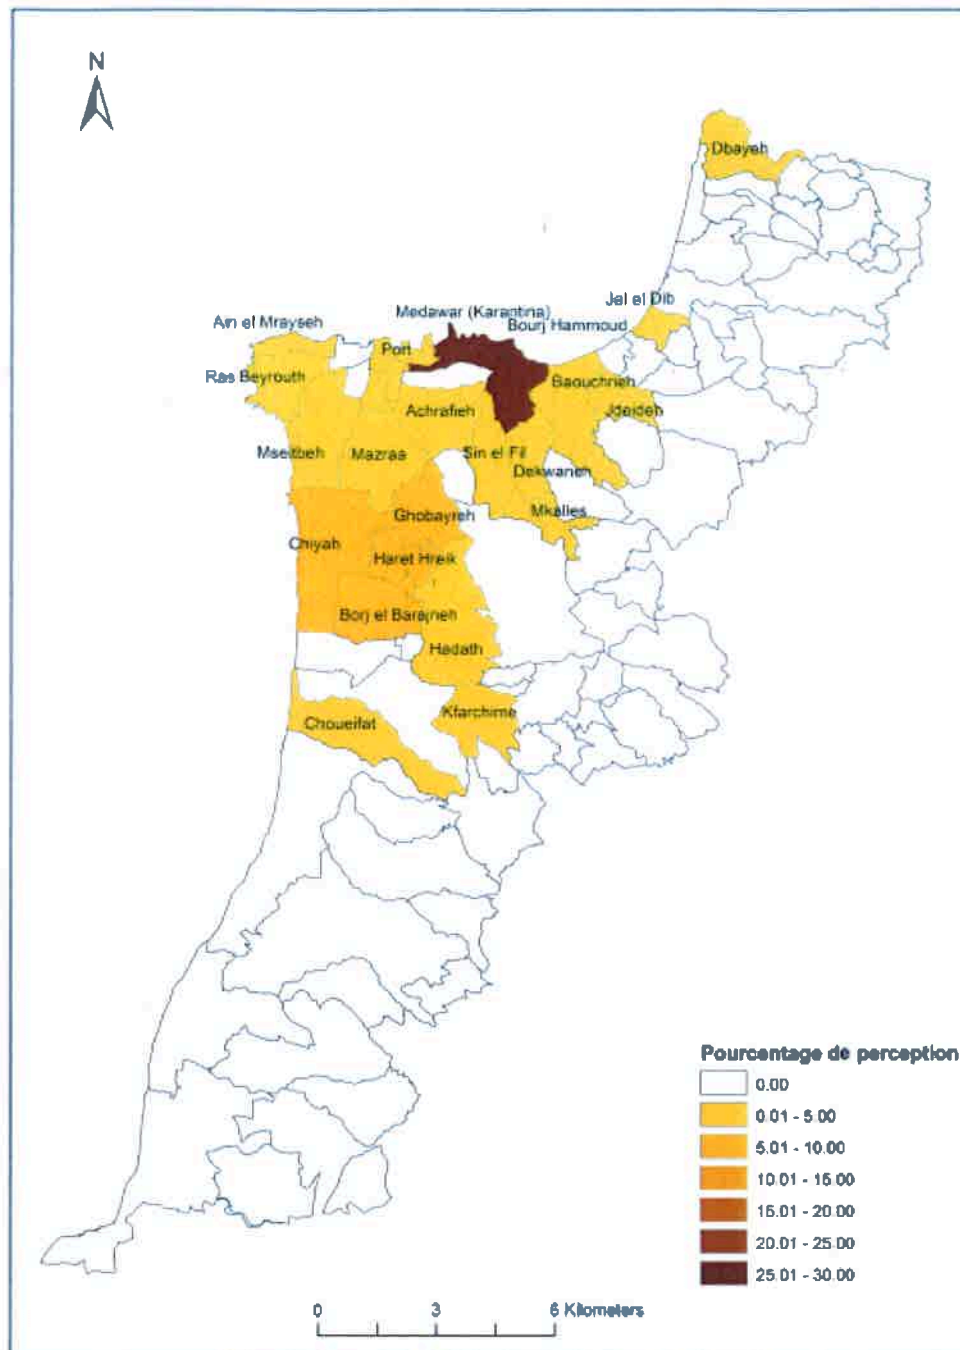 N
Dbayeh
Jal el Dib
Medawar (Karantina)
Bourj Hammoud
Ain el Mrayseh
Port
Ras Beyrouth
Baouchrieh
Achrafieh
Jdeideh
Mseitbeh
Mazraa
Sin el Fil
Dekwaneh
Mkalles
Ghobayreh
Chiyah
Haret Hreik
Borj el Barajneh
Hadath
Kfarchime
Choueifat
Pourcentage de perception
0.00
0.01 - 5.00
5.01 - 10.00
10.01 - 15.00
15.01 - 20.00
20.01 - 25.00
25.01 - 30.00
0 3 6 Kilometers